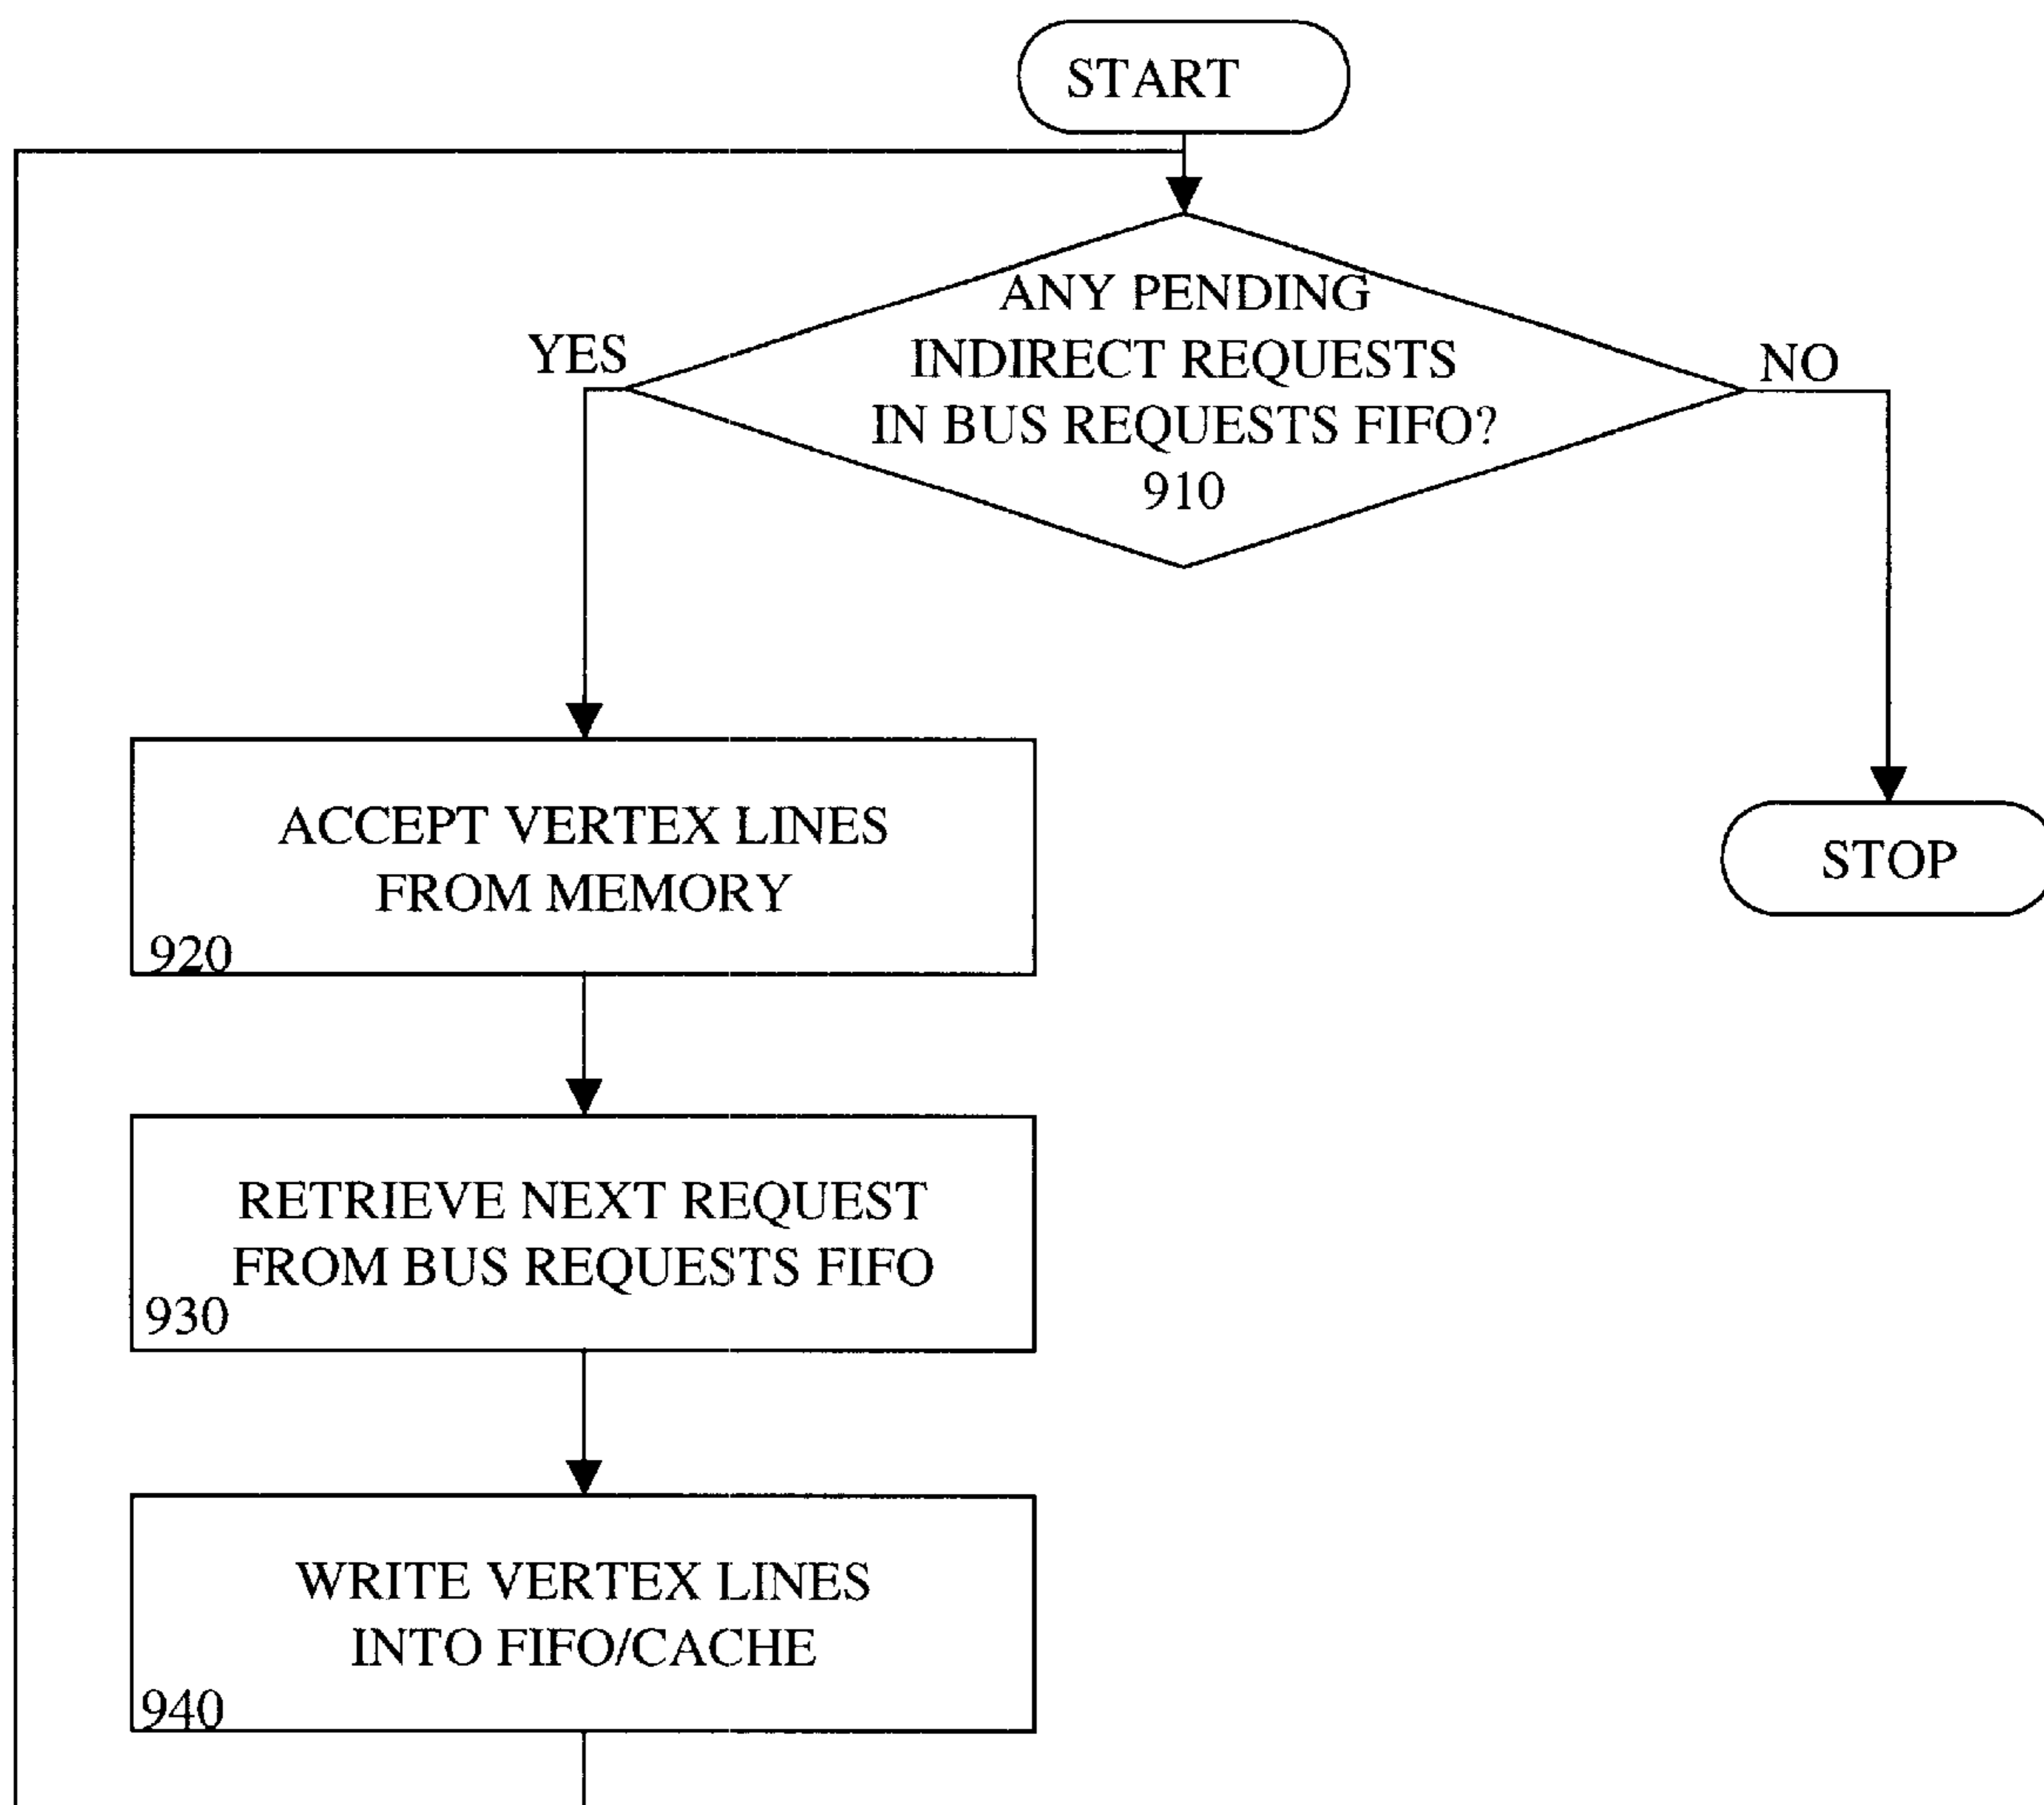 START
ANY PENDING
INDIRECT REQUESTS
IN BUS REQUESTS FIFO?
910
YES
NO
ACCEPT VERTEX LINES
FROM MEMORY
920
STOP
RETRIEVE NEXT REQUEST
FROM BUS REQUESTS FIFO
930
WRITE VERTEX LINES
INTO FIFO/CACHE
940